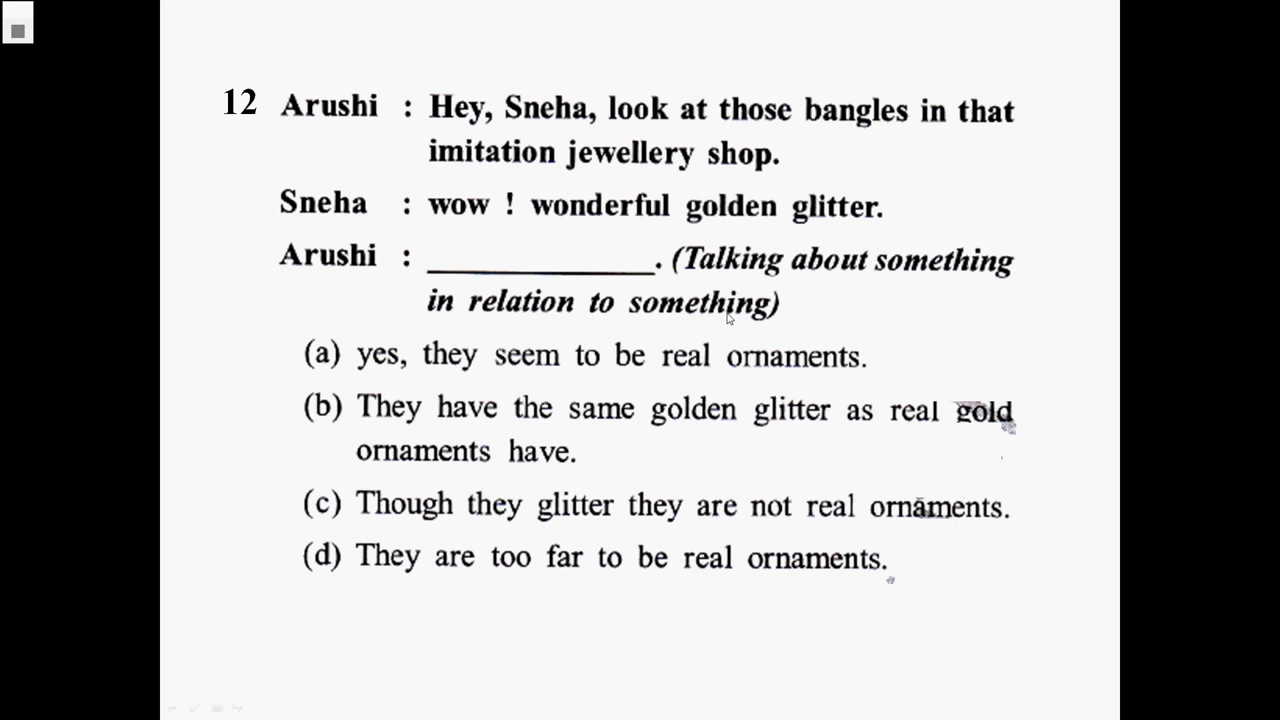 12 Arushi : Hey, Sneha, look at those bangles in that
imitation jewellery shop.
Sneha : wow ! wonderful golden glitter.
Arushi : ______________. (Talking about something
in relation to something)
(a) yes, they seem to be real ornaments.
(b) They have the same golden glitter as real gold
ornaments have.
(c) Though they glitter they are not real ornaments.
(d) They are too far to be real ornaments.